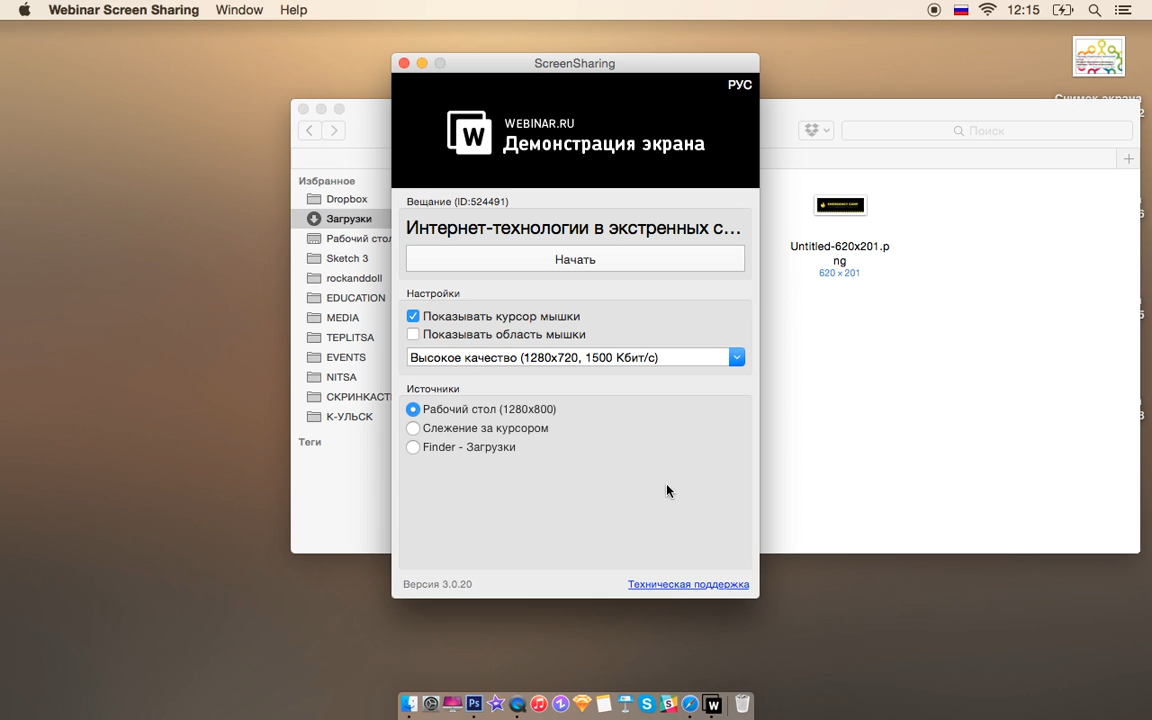 Webinar Screen Sharing Window Help 12:15
ScreenSharing
РУС
W
WEBINAR.RU
Демонстрация экрана
Поиск
Избранное
Dropbox
Загрузки
Рабочий стол
Sketch 3
rockanddoll
EDUCATION
MEDIA
TEPLITSA
EVENTS
NITSA
СКРИНКАСТ
К-УЛЬСК
Теги
Вещание (ID:524491)
Интернет-технологии в экстренных с...
Начать
Настройки
Показывать курсор мышки
Показывать область мышки
Высокое качество (1280x720, 1500 Кбит/с)
Источники
Рабочий стол (1280x800)
Слежение за курсором
Finder - Загрузки
Версия 3.0.20
Техническая поддержка
Untitled-620x201.p
ng
620 × 201
Ps
S
W